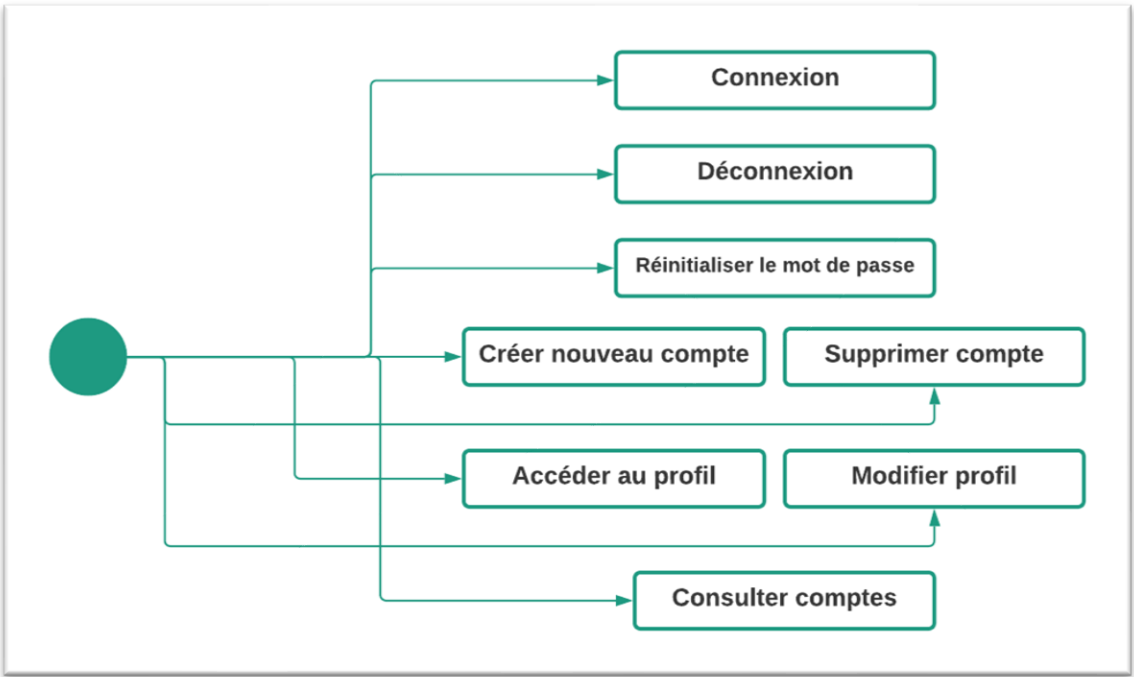 Connexion
Déconnexion
Réinitialiser le mot de passe
Créer nouveau compte
Supprimer compte
Accéder au profil
Modifier profil
Consulter comptes